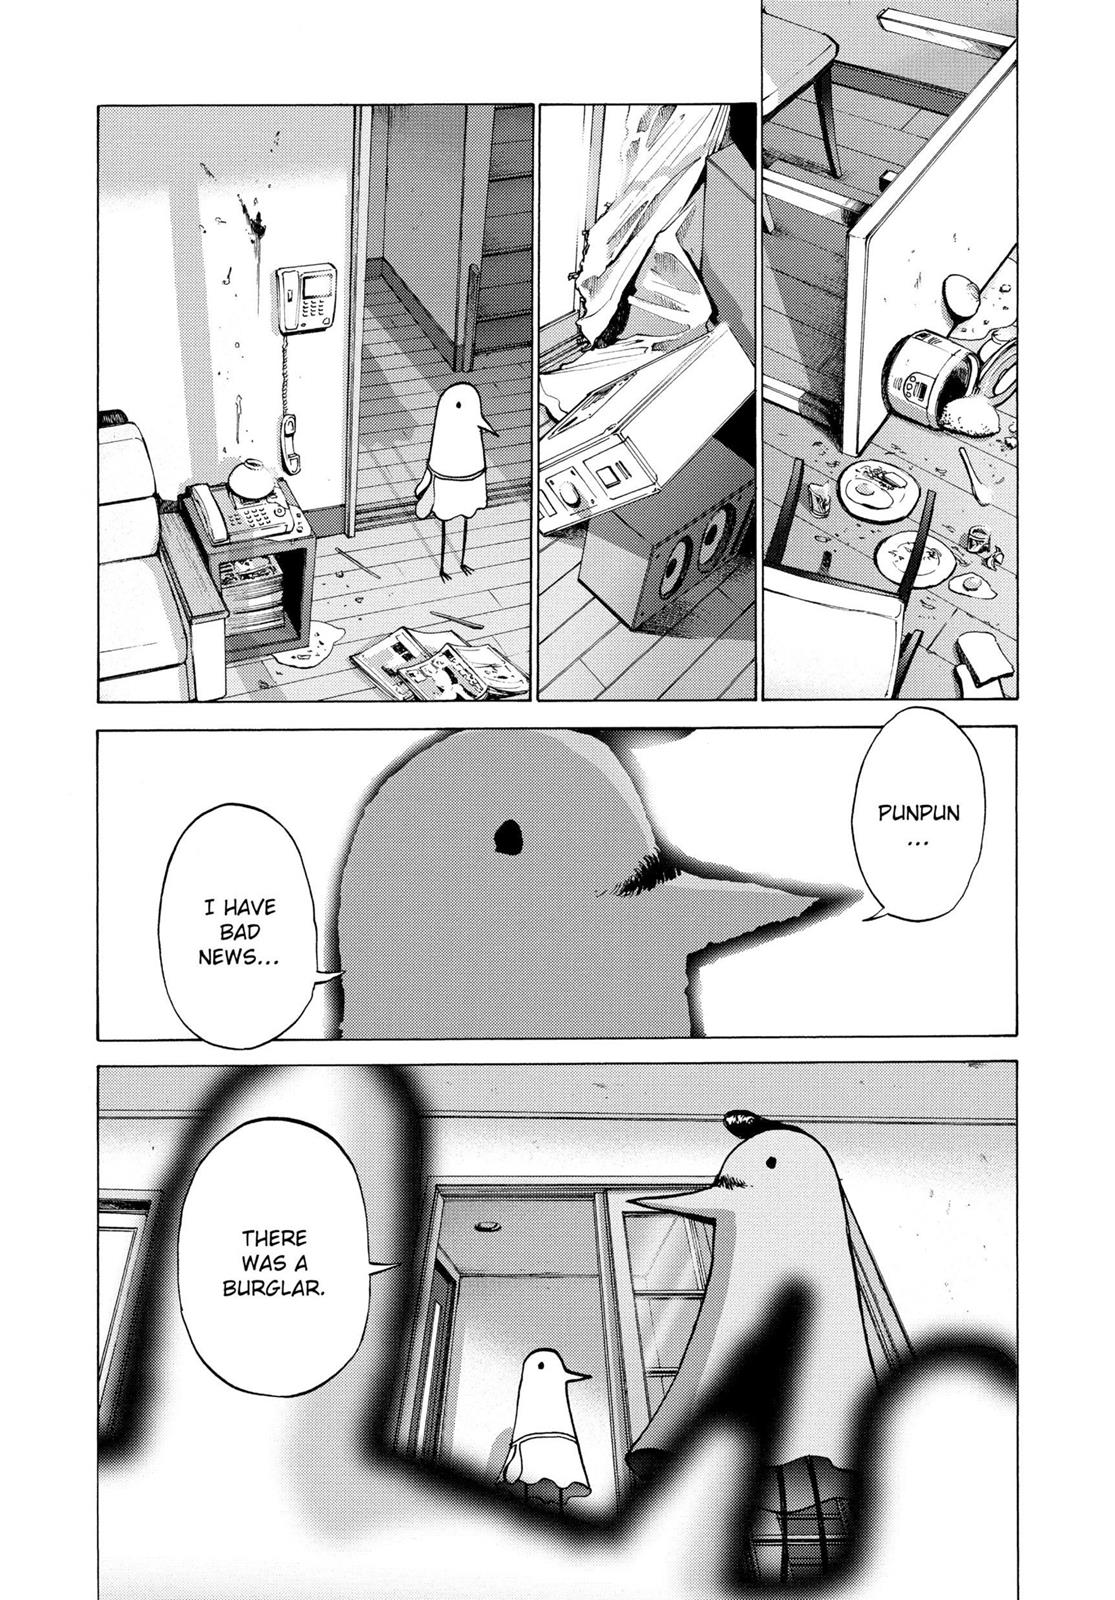 PUNPUN
...
I HAVE
BAD
NEWS...
THERE
WAS A
BURGLAR.